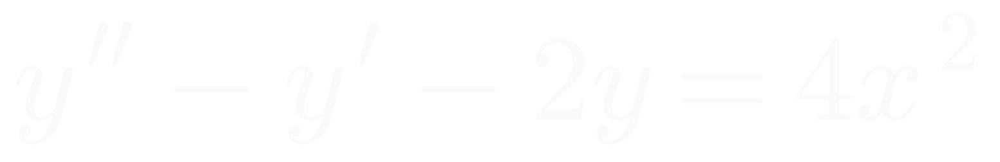 y″ − y′ − 2y = 4x²